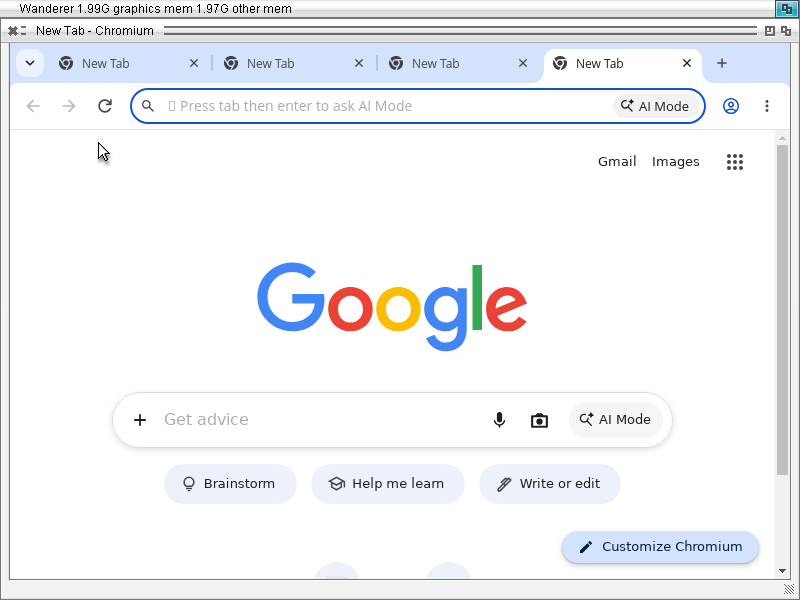 Wanderer 1.99G graphics mem 1.97G other mem
New Tab - Chromium
New Tab
New Tab
New Tab
New Tab
Press tab then enter to ask AI Mode
AI Mode
Gmail
Images
Google
Get advice
AI Mode
Brainstorm
Help me learn
Write or edit
Customize Chromium